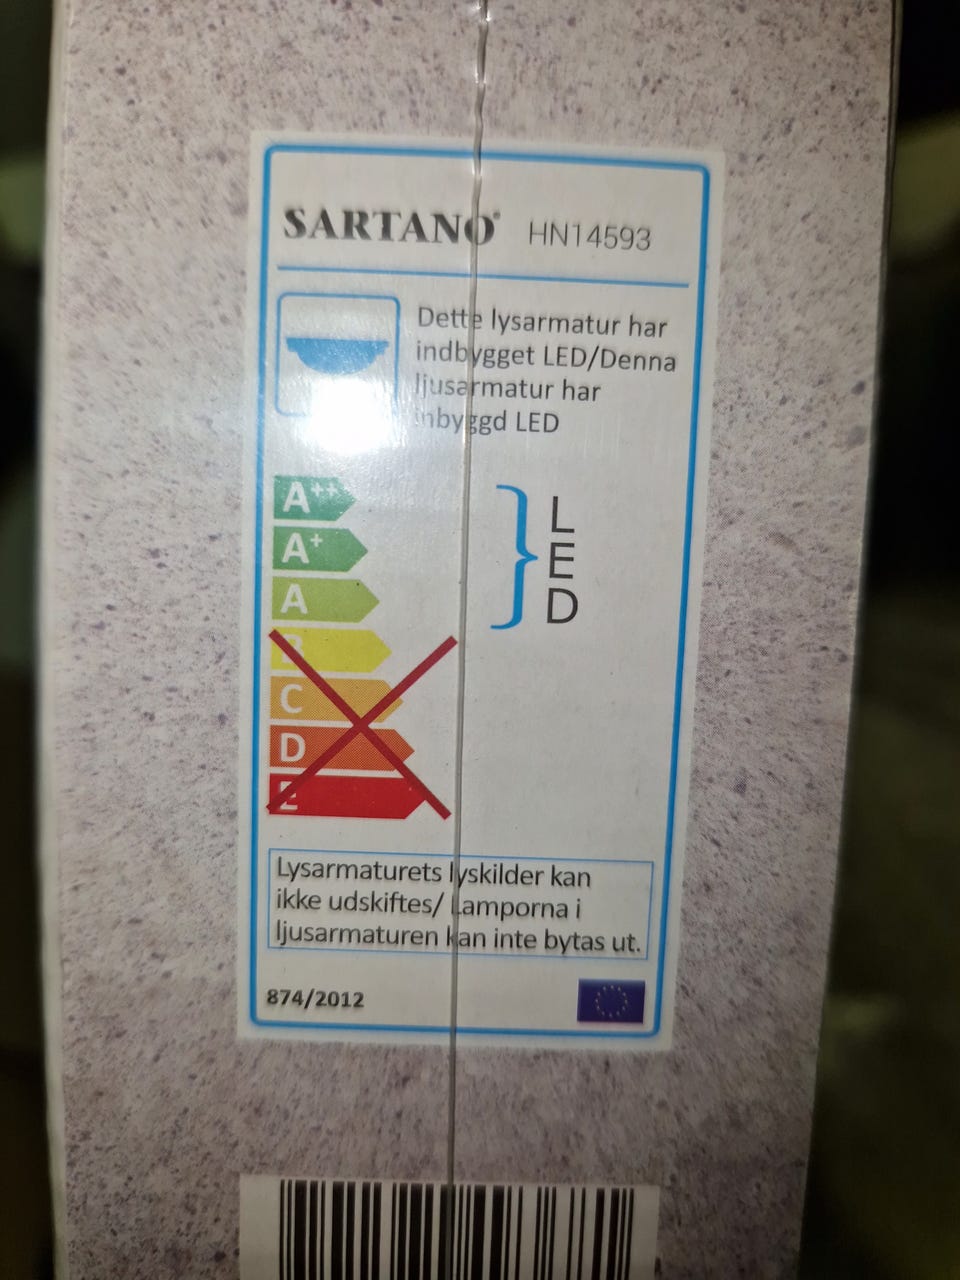 SARTANO® HN14593
Dette lysarmatur har
indbygget LED/Denna
ljusarmatur har
inbyggd LED
A++
A+
A
B
C
D
E
L
E
D
Lysarmaturets lyskilder kan
ikke udskiftes/ Lamporna i
ljusarmaturen kan inte bytas ut.
874/2012